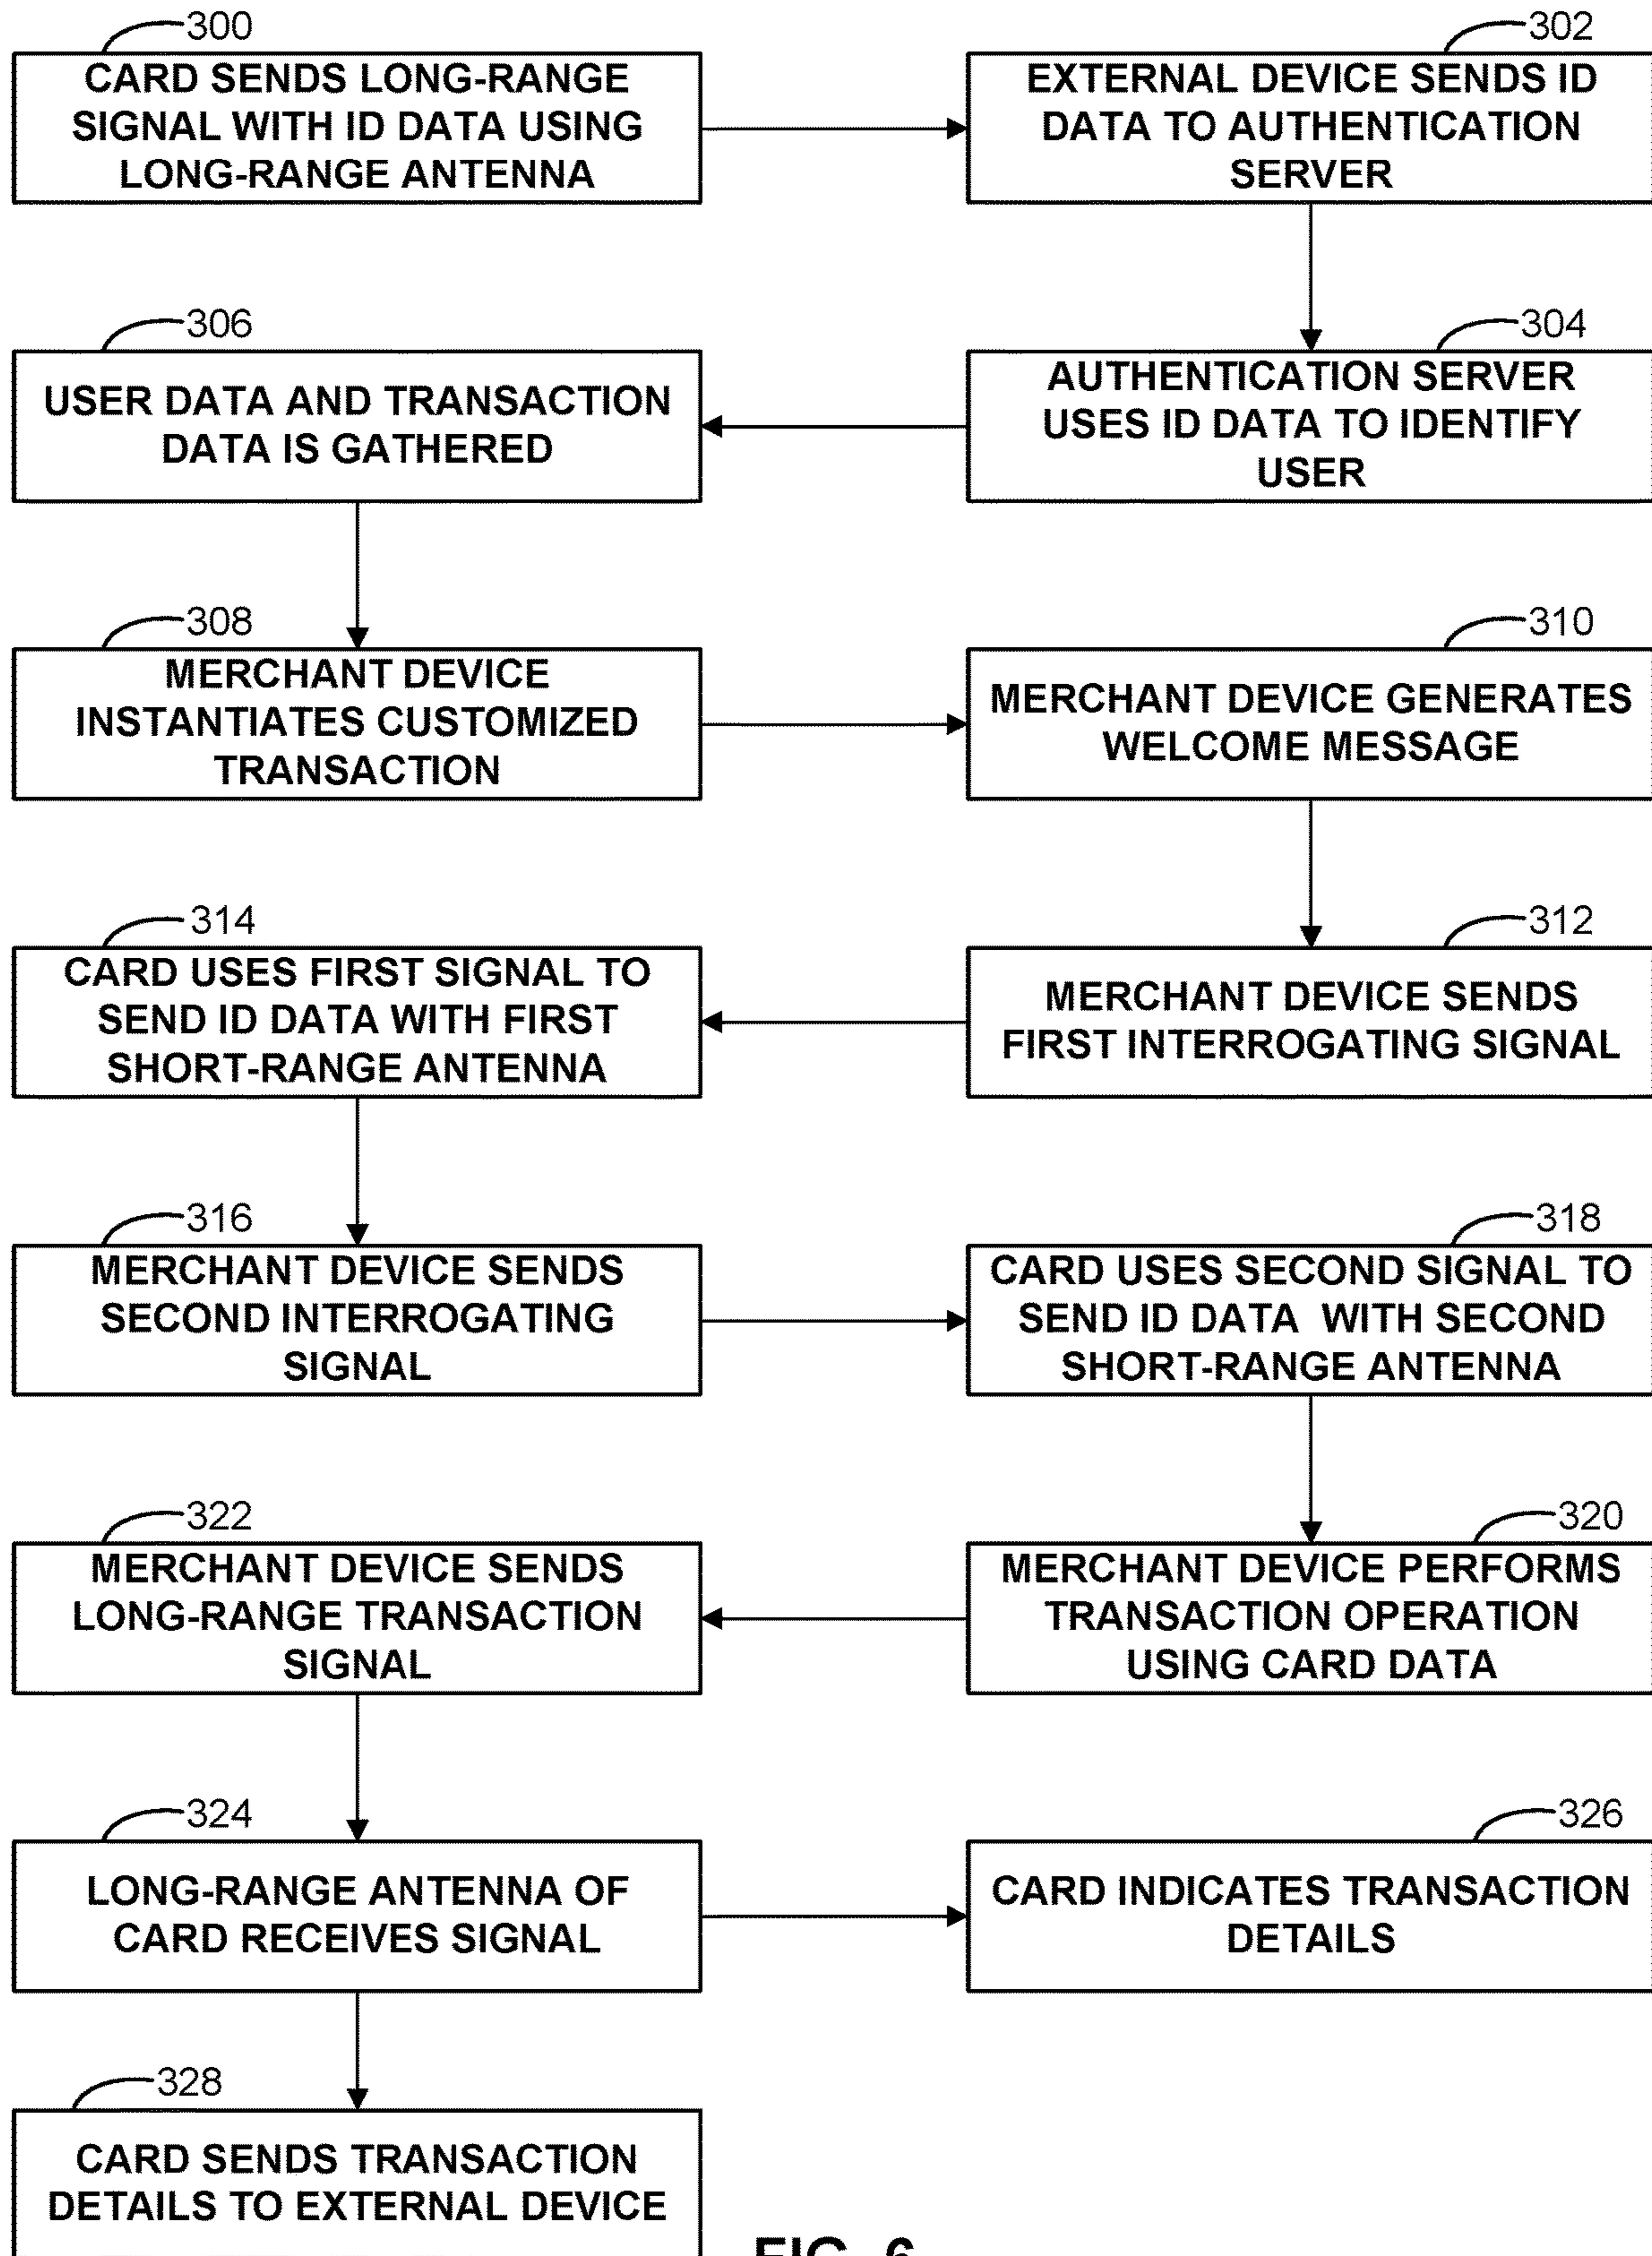 300
CARD SENDS LONG-RANGE
SIGNAL WITH ID DATA USING
LONG-RANGE ANTENNA
302
EXTERNAL DEVICE SENDS ID
DATA TO AUTHENTICATION
SERVER
304
AUTHENTICATION SERVER
USES ID DATA TO IDENTIFY
USER
306
USER DATA AND TRANSACTION
DATA IS GATHERED
308
MERCHANT DEVICE
INSTANTIATES CUSTOMIZED
TRANSACTION
310
MERCHANT DEVICE GENERATES
WELCOME MESSAGE
312
MERCHANT DEVICE SENDS
FIRST INTERROGATING SIGNAL
314
CARD USES FIRST SIGNAL TO
SEND ID DATA WITH FIRST
SHORT-RANGE ANTENNA
316
MERCHANT DEVICE SENDS
SECOND INTERROGATING
SIGNAL
318
CARD USES SECOND SIGNAL TO
SEND ID DATA WITH SECOND
SHORT-RANGE ANTENNA
320
MERCHANT DEVICE PERFORMS
TRANSACTION OPERATION
USING CARD DATA
322
MERCHANT DEVICE SENDS
LONG-RANGE TRANSACTION
SIGNAL
324
LONG-RANGE ANTENNA OF
CARD RECEIVES SIGNAL
326
CARD INDICATES TRANSACTION
DETAILS
328
CARD SENDS TRANSACTION
DETAILS TO EXTERNAL DEVICE
FIG. 6